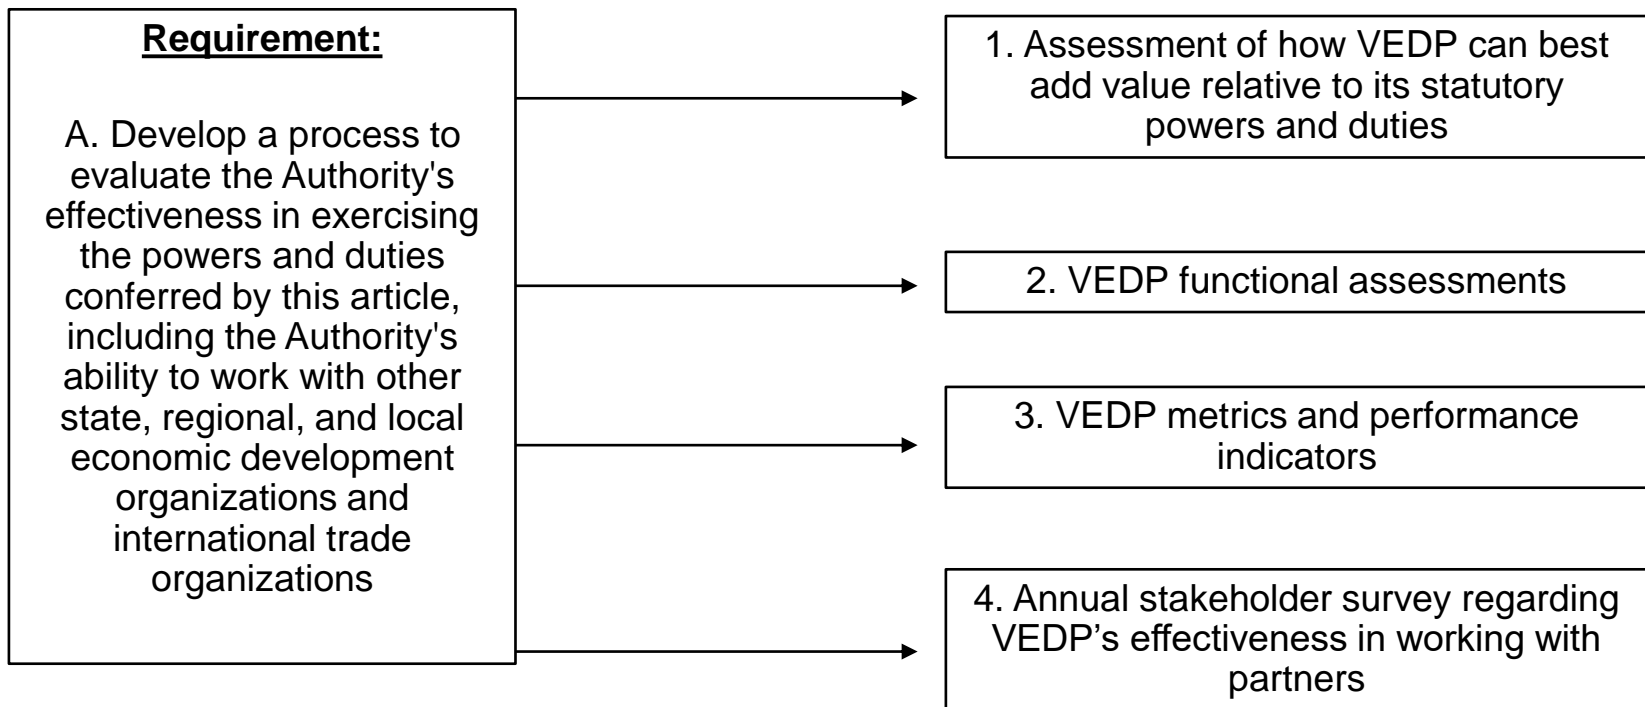 Requirement:
A. Develop a process to
evaluate the Authority's
effectiveness in exercising
the powers and duties
conferred by this article,
including the Authority's
ability to work with other
state, regional, and local
economic development
organizations and
international trade
organizations
1. Assessment of how VEDP can best
add value relative to its statutory
powers and duties
2. VEDP functional assessments
3. VEDP metrics and performance
indicators
4. Annual stakeholder survey regarding
VEDP’s effectiveness in working with
partners